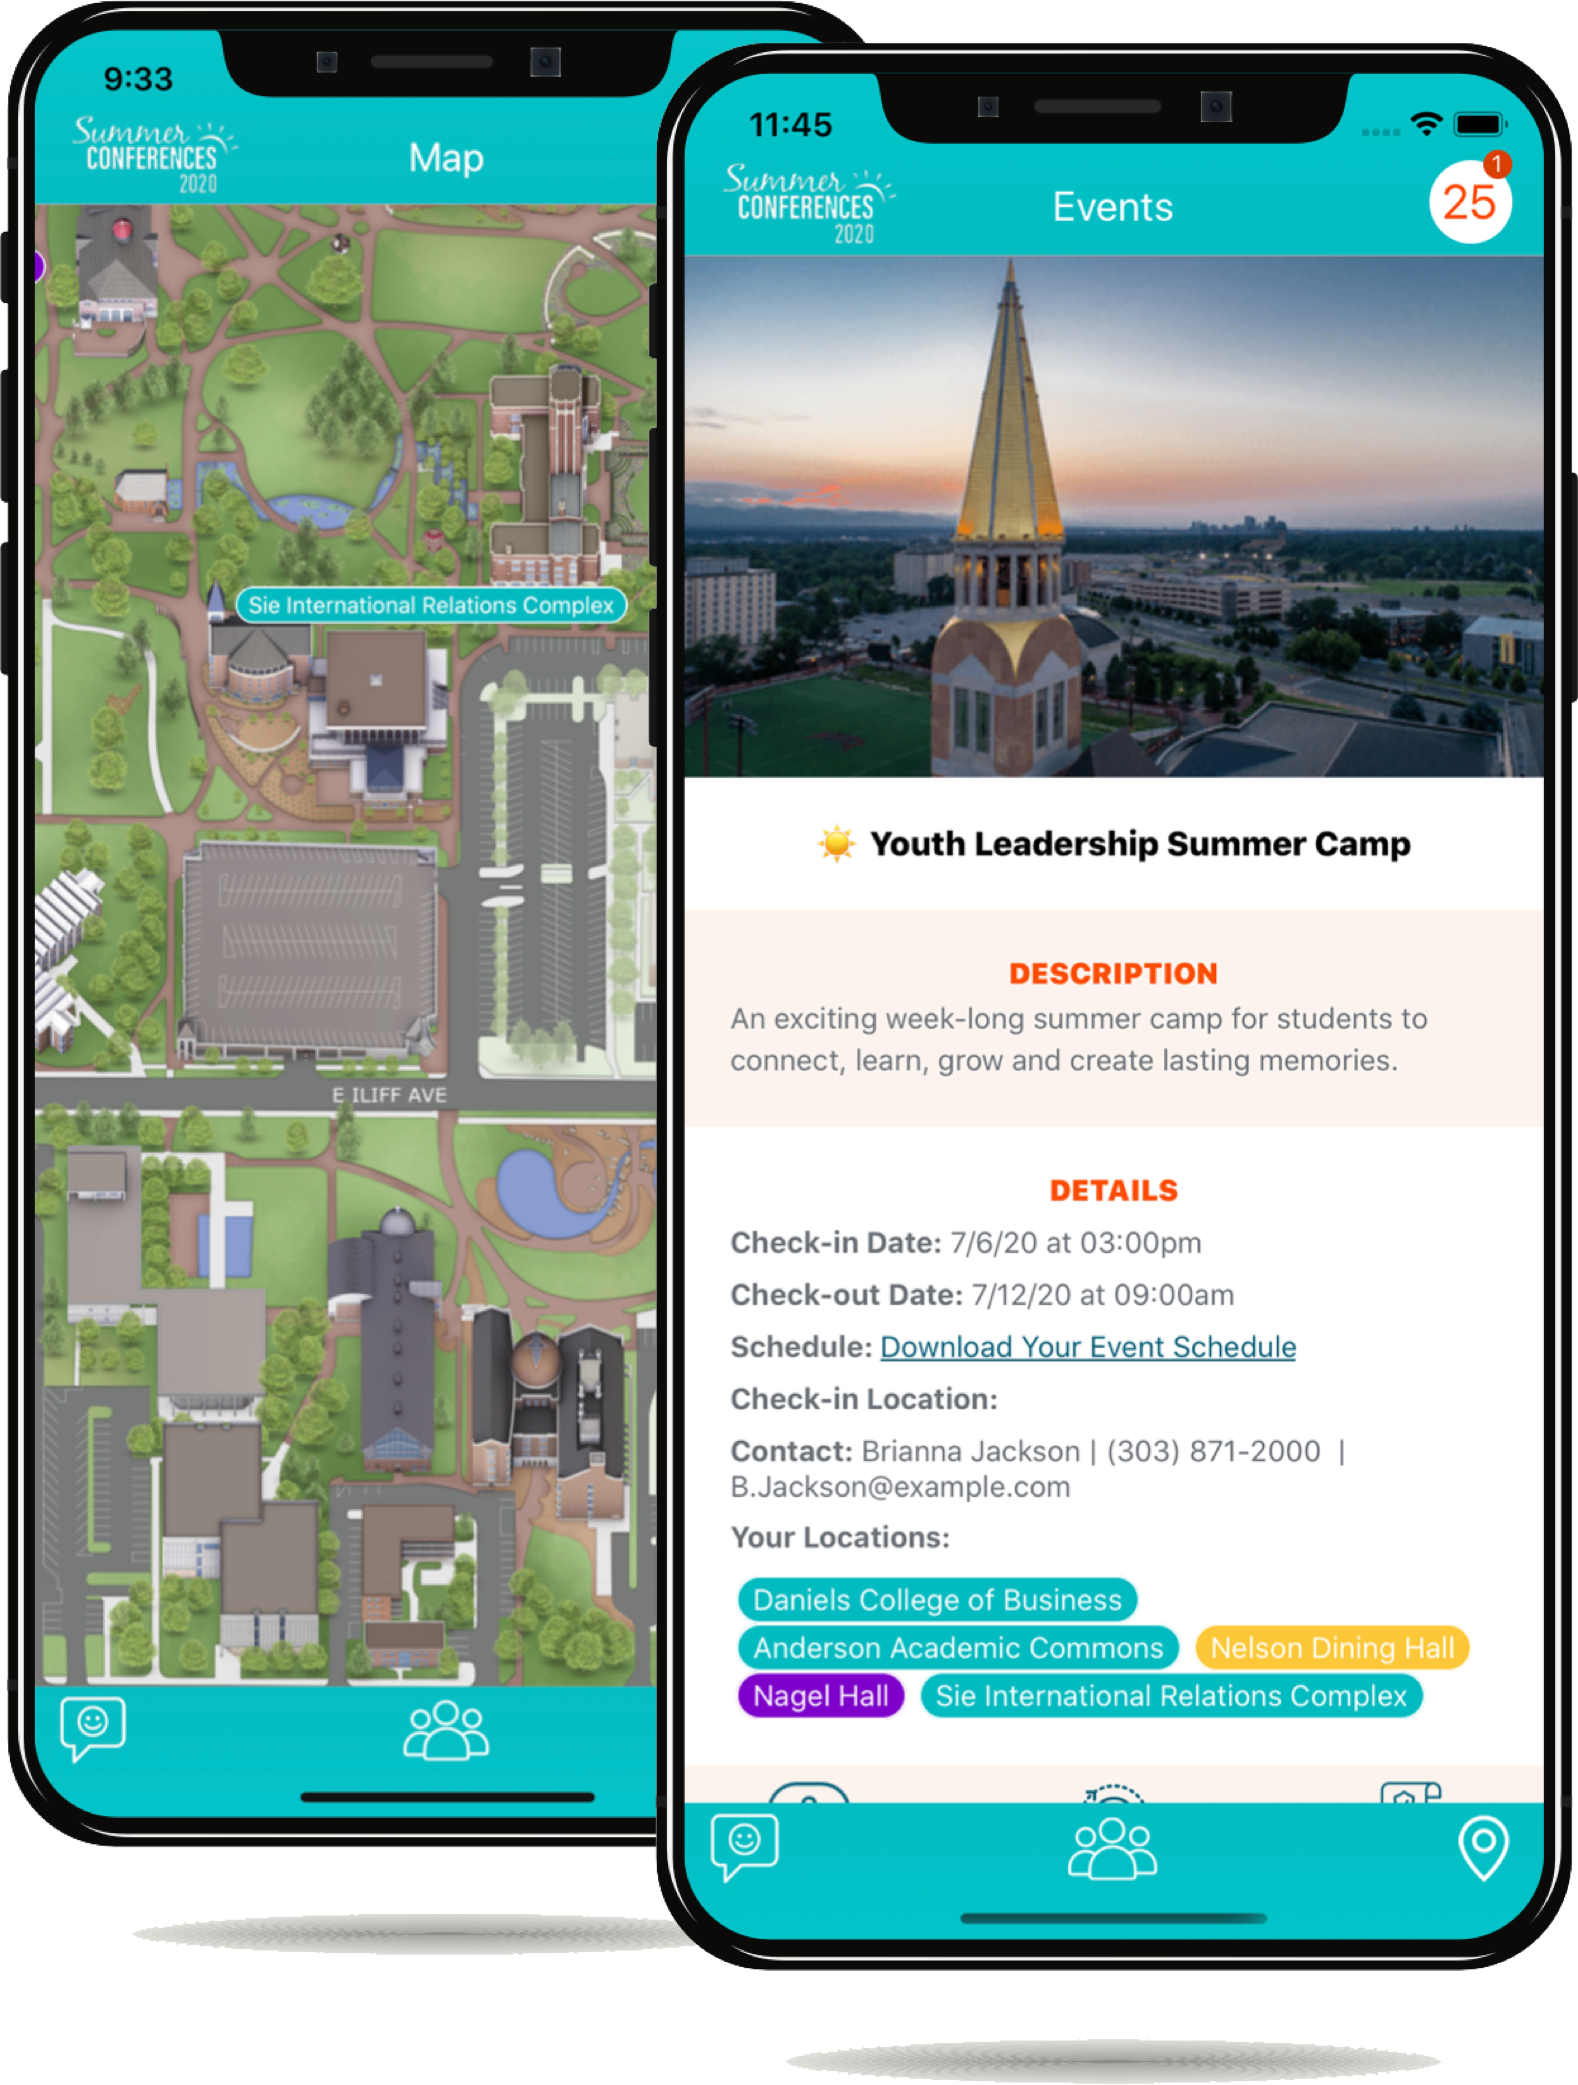 9:33
Summer
CONFERENCES
2020
Map
Sie International Relations Complex
E ILIFF AVE
11:45
Summer
CONFERENCES
2020
Events
25
1
☀️ Youth Leadership Summer Camp
DESCRIPTION
An exciting week-long summer camp for students to
connect, learn, grow and create lasting memories.
DETAILS
Check-in Date: 7/6/20 at 03:00pm
Check-out Date: 7/12/20 at 09:00am
Schedule: Download Your Event Schedule
Check-in Location:
Contact: Brianna Jackson | (303) 871-2000 |
B.Jackson@example.com
Your Locations:
Daniels College of Business
Anderson Academic Commons Nelson Dining Hall
Nagel Hall Sie International Relations Complex